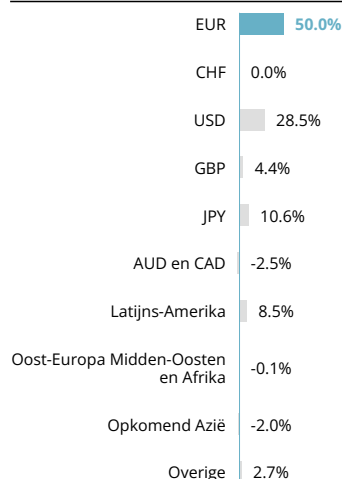 EUR 50.0%
CHF 0.0%
USD 28.5%
GBP 4.4%
JPY 10.6%
AUD en CAD -2.5%
Latijns-Amerika 8.5%
Oost-Europa Midden-Oosten
en Afrika -0.1%
Opkomend Azië -2.0%
Overige 2.7%